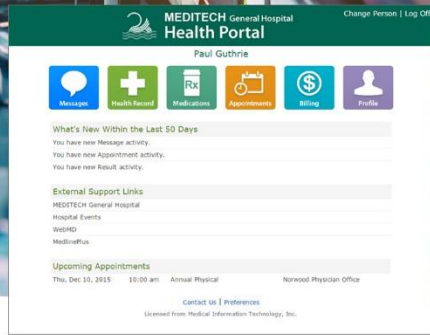 MEDITECH General Hospital
Health Portal
Change Person | Log Off
Paul Guthrie
Messages
Health Record
Rx
Medications
Appointments
$
Billing
Profile
What's New Within the Last 50 Days
You have new Message activity.
You have new Appointment activity.
You have new Result activity.
External Support Links
MEDITECH General Hospital
Hospital Events
WebMD
MedlinePlus
Upcoming Appointments
Thu, Dec 10, 2015 10:00 am Annual Physical Norwood Physician Office
Contact Us | Preferences
Licensed from Medical Information Technology, Inc.